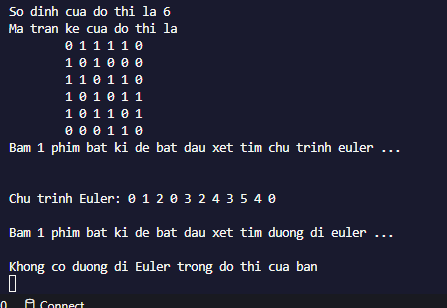 So dinh cua do thi la 6
Ma tran ke cua do thi la
0 1 1 1 1 0
1 0 1 0 0 0
1 1 0 1 1 0
1 0 1 0 1 1
1 0 1 1 0 1
0 0 0 1 1 0
Bam 1 phim bat ki de bat dau xet tim chu trinh euler ...
Chu trinh Euler: 0 1 2 0 3 2 4 3 5 4 0
Bam 1 phim bat ki de bat dau xet tim duong di euler ...
Khong co duong di Euler trong do thi cua ban
0 Connect